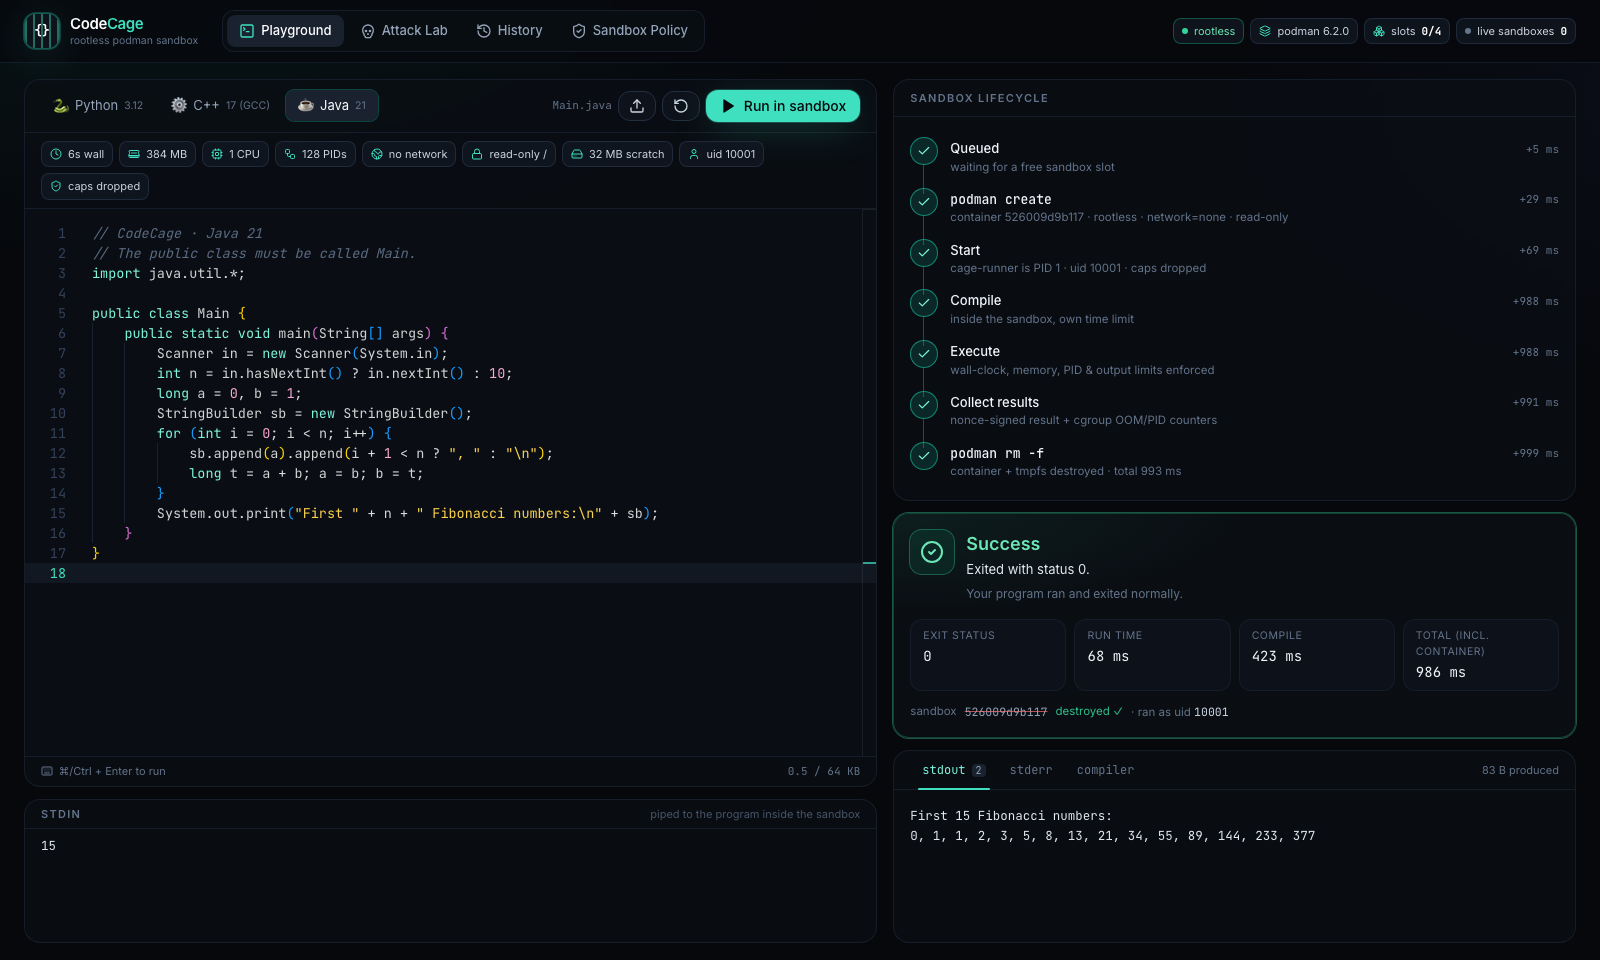 CodeCage
rootless podman sandbox
Playground
Attack Lab
History
Sandbox Policy
rootless
podman 6.2.0
slots 0/4
live sandboxes 0
Python 3.12
C++ 17 (GCC)
Java 21
Main.java
Run in sandbox
6s wall
384 MB
1 CPU
128 PIDs
no network
read-only /
32 MB scratch
uid 10001
caps dropped
1 // CodeCage · Java 21
2 // The public class must be called Main.
3 import java.util.*;
4
5 public class Main {
6     public static void main(String[] args) {
7         Scanner in = new Scanner(System.in);
8         int n = in.hasNextInt() ? in.nextInt() : 10;
9         long a = 0, b = 1;
10         StringBuilder sb = new StringBuilder();
11         for (int i = 0; i < n; i++) {
12             sb.append(a).append(i + 1 < n ? ", " : "\n");
13             long t = a + b; a = b; b = t;
14         }
15         System.out.print("First " + n + " Fibonacci numbers:\n" + sb);
16     }
17 }
18
⌘/Ctrl + Enter to run
0.5 / 64 KB
STDIN
piped to the program inside the sandbox
15
SANDBOX LIFECYCLE
Queued +5 ms
waiting for a free sandbox slot
podman create +29 ms
container 526009d9b117 · rootless · network=none · read-only
Start +69 ms
cage-runner is PID 1 · uid 10001 · caps dropped
Compile +988 ms
inside the sandbox, own time limit
Execute +988 ms
wall-clock, memory, PID & output limits enforced
Collect results +991 ms
nonce-signed result + cgroup OOM/PID counters
podman rm -f +999 ms
container + tmpfs destroyed · total 993 ms
Success
Exited with status 0.
Your program ran and exited normally.
EXIT STATUS
0
RUN TIME
68 ms
COMPILE
423 ms
TOTAL (INCL. CONTAINER)
986 ms
sandbox 526009d9b117 destroyed ✓ · ran as uid 10001
stdout 2
stderr
compiler
83 B produced
First 15 Fibonacci numbers:
0, 1, 1, 2, 3, 5, 8, 13, 21, 34, 55, 89, 144, 233, 377